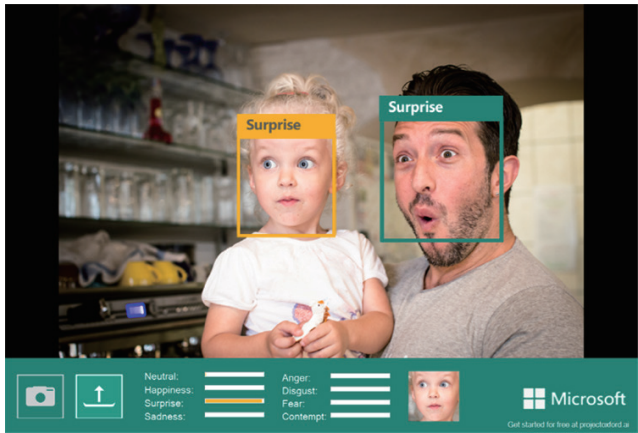 Surprise
Surprise
Neutral:
Happiness:
Surprise:
Sadness:
Anger:
Disgust:
Fear:
Contempt:
Microsoft
Get started for free at projectoxford.ai